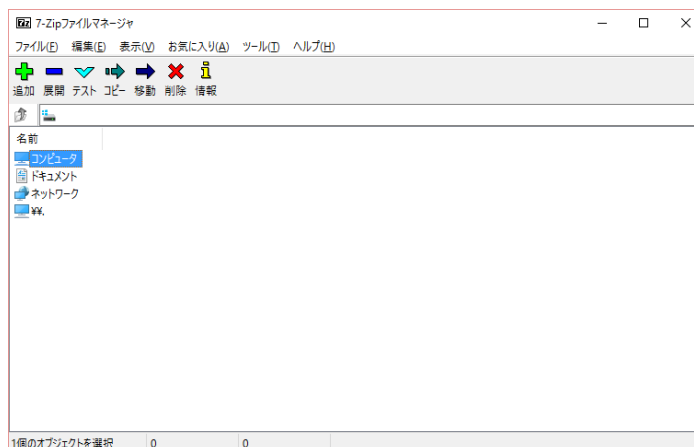 7-Zipファイルマネージャ
ファイル(F) 編集(E) 表示(V) お気に入り(A) ツール(T) ヘルプ(H)
追加 展開 テスト コピー 移動 削除 情報
名前
コンピュータ
ドキュメント
ネットワーク
¥¥.
1個のオブジェクトを選択 0 0